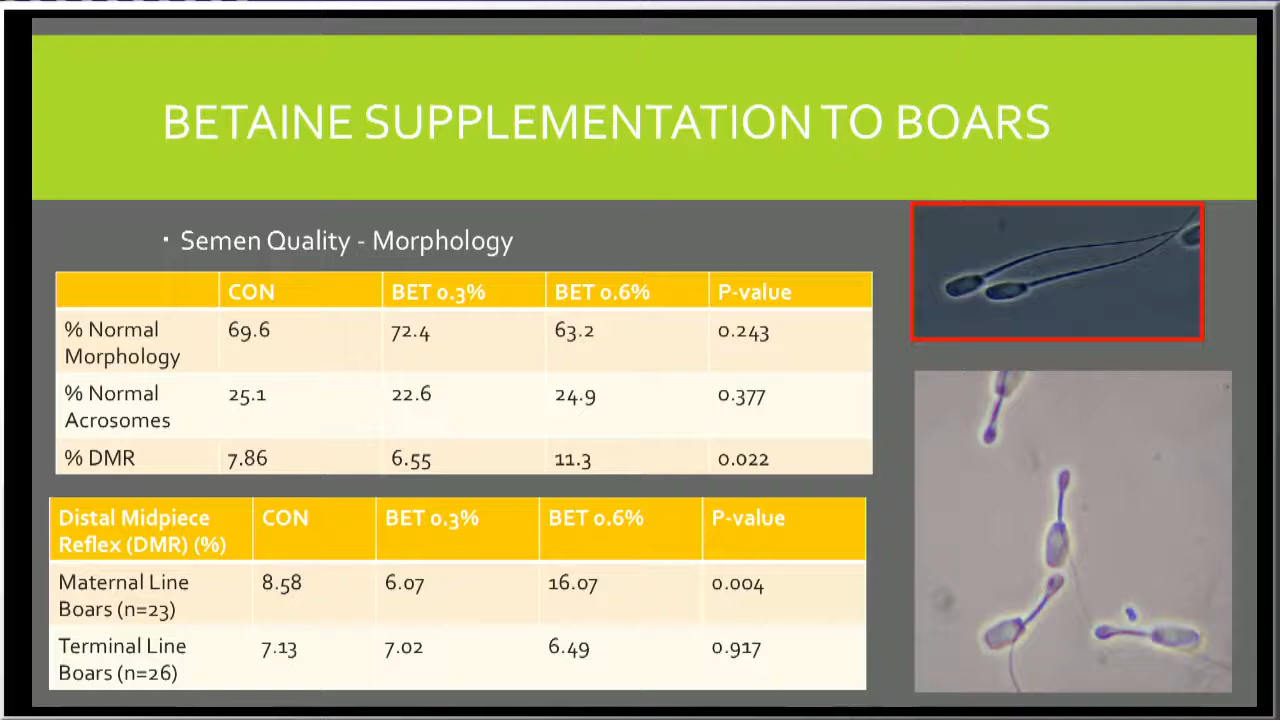 BETAINE SUPPLEMENTATION TO BOARS
▪ Semen Quality - Morphology
CON BET 0.3% BET 0.6% P-value
% Normal Morphology 69.6 72.4 63.2 0.243
% Normal Acrosomes 25.1 22.6 24.9 0.377
% DMR 7.86 6.55 11.3 0.022
Distal Midpiece Reflex (DMR) (%) CON BET 0.3% BET 0.6% P-value
Maternal Line Boars (n=23) 8.58 6.07 16.07 0.004
Terminal Line Boars (n=26) 7.13 7.02 6.49 0.917